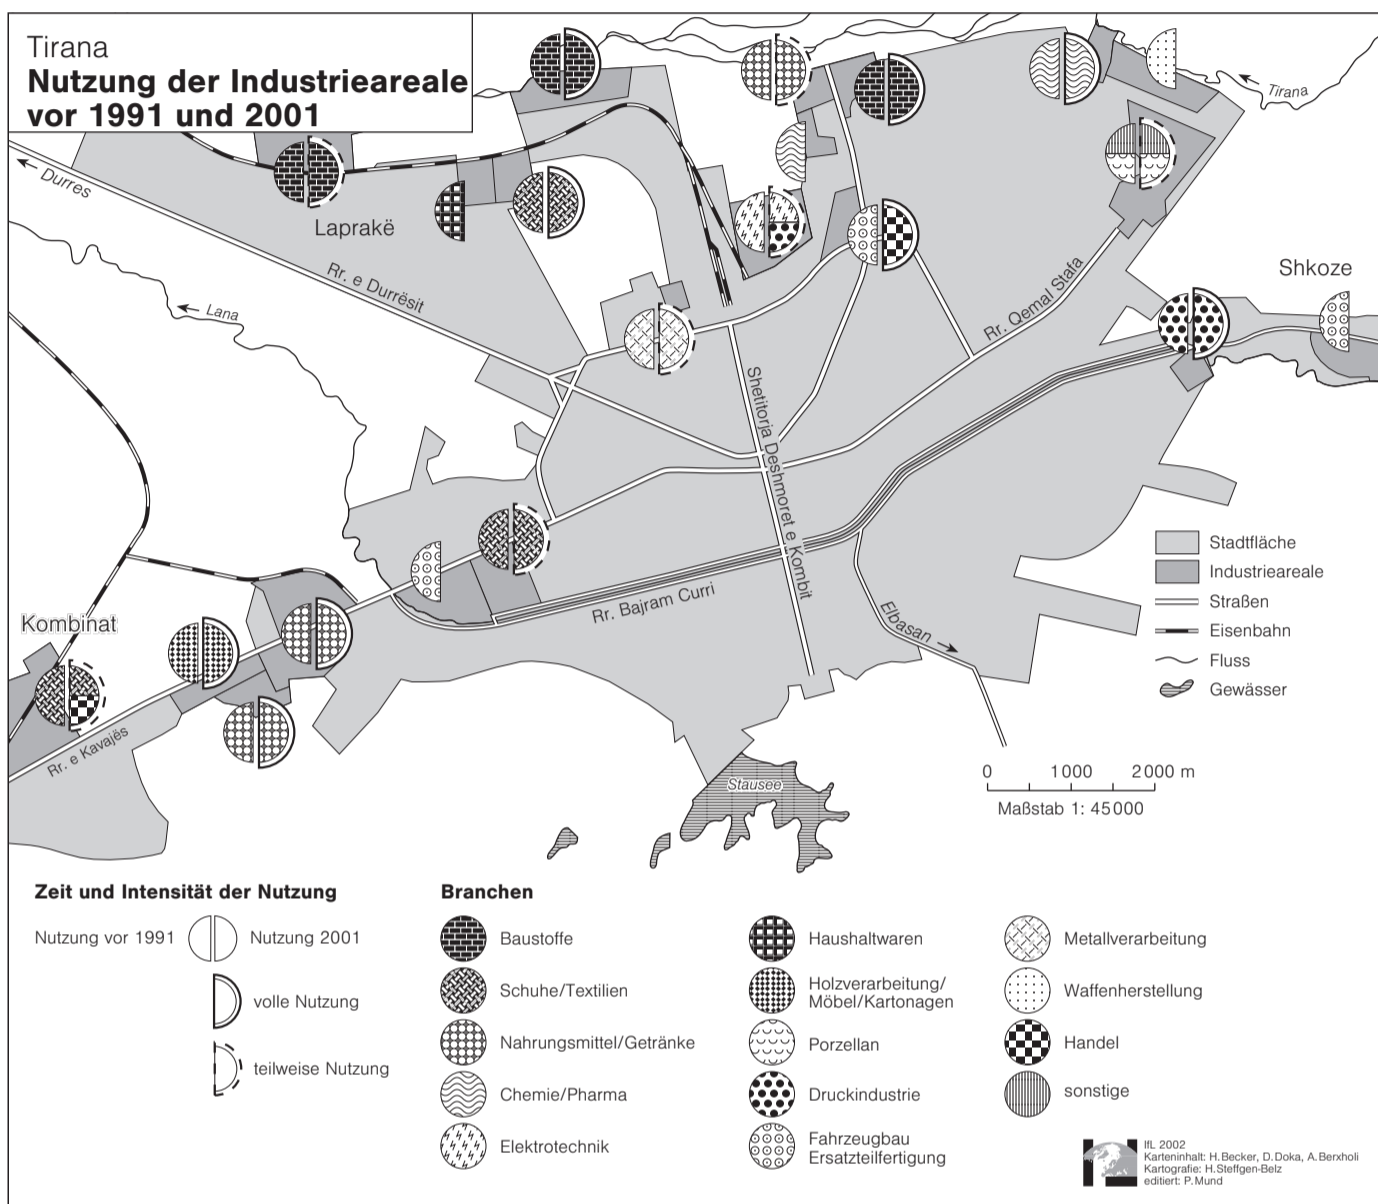 Tirana
Nutzung der Industrieareale
vor 1991 und 2001
Tirana
Durres
Laprakë
Rr. e Durrësit
Lana
Shkoze
Rr. Qemal Stafa
Shetitorja Deshmoret e Kombit
Rr. Bajram Curri
Elbasan
Kombinat
Rr. e Kavajës
Stausee
Stadtfläche
Industrieareale
Straßen
Eisenbahn
Fluss
Gewässer
0 1000 2000 m
Maßstab 1: 45000
Zeit und Intensität der Nutzung
Nutzung vor 1991
Nutzung 2001
volle Nutzung
teilweise Nutzung
Branchen
Baustoffe
Schuhe/Textilien
Nahrungsmittel/Getränke
Chemie/Pharma
Elektrotechnik
Haushaltwaren
Holzverarbeitung/
Möbel/Kartonagen
Porzellan
Druckindustrie
Fahrzeugbau
Ersatzteilfertigung
Metallverarbeitung
Waffenherstellung
Handel
sonstige
IfL 2002
Karteninhalt: H.Becker, D.Doka, A.Berxholi
Kartografie: H.Steffgen-Belz
editiert: P.Mund